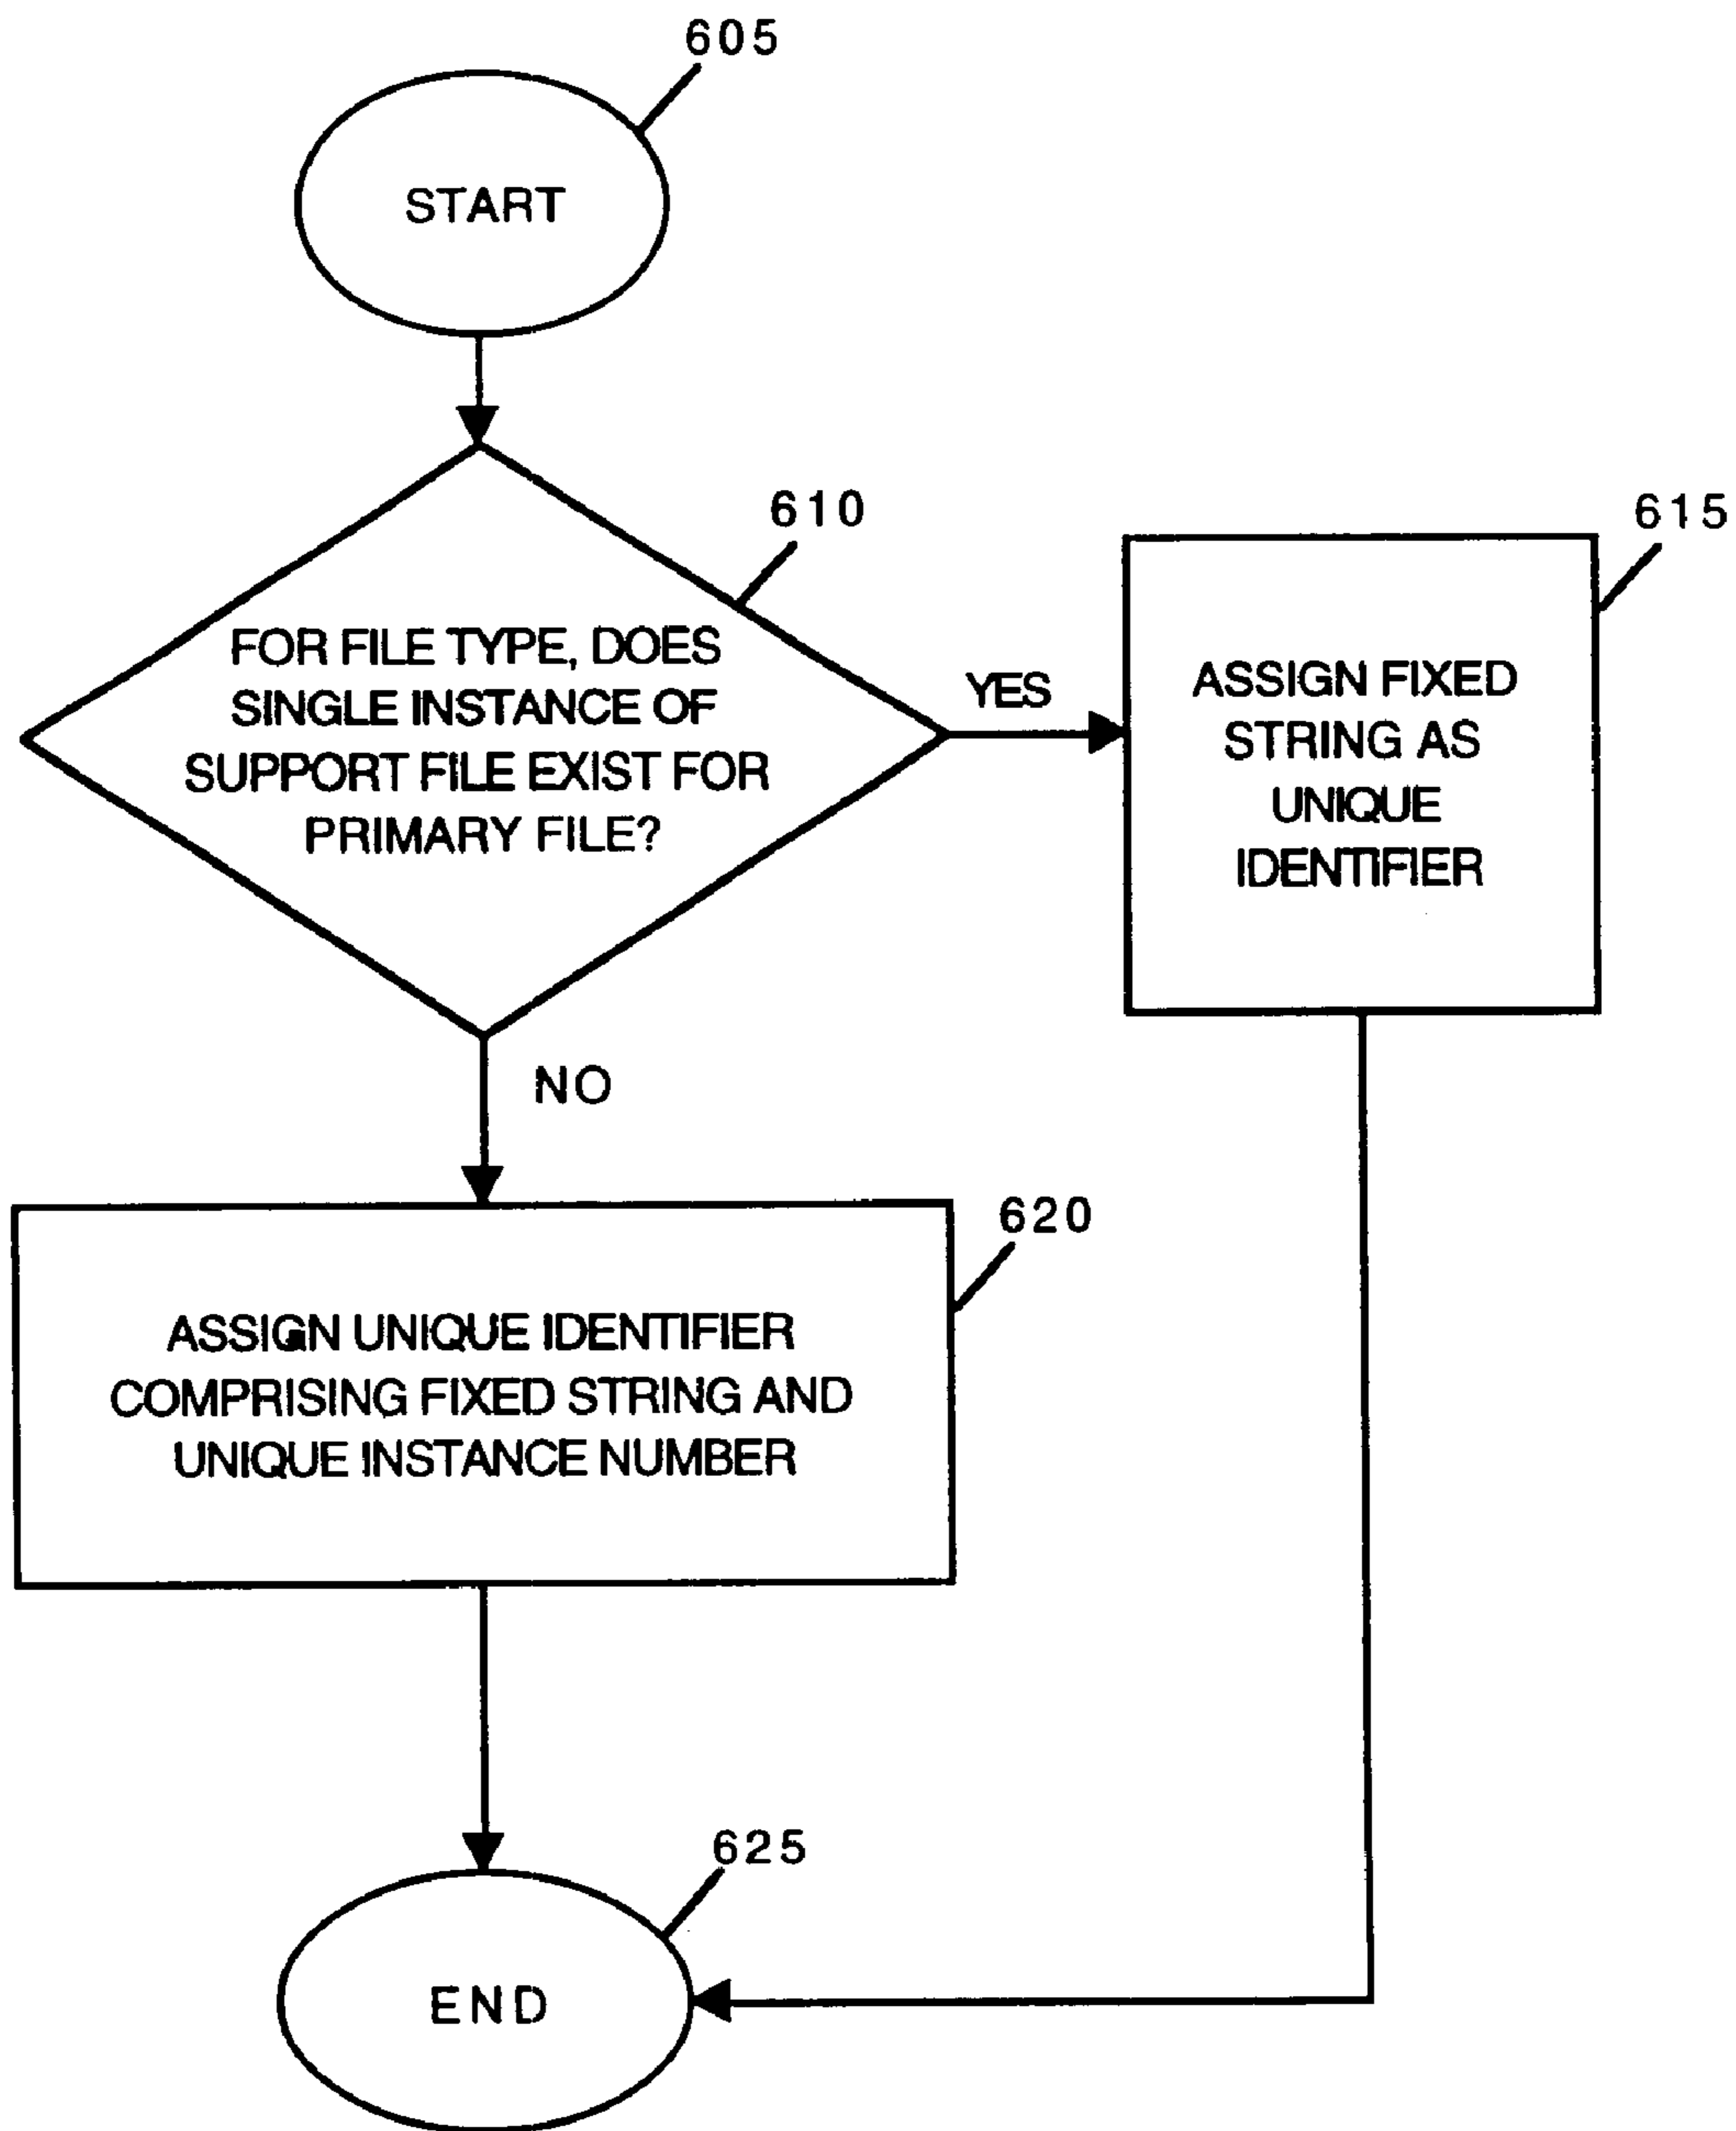 605
START
610
FOR FILE TYPE, DOES
SINGLE INSTANCE OF
SUPPORT FILE EXIST FOR
PRIMARY FILE?
YES
615
ASSIGN FIXED
STRING AS
UNIQUE
IDENTIFIER
NO
620
ASSIGN UNIQUE IDENTIFIER
COMPRISING FIXED STRING AND
UNIQUE INSTANCE NUMBER
625
END